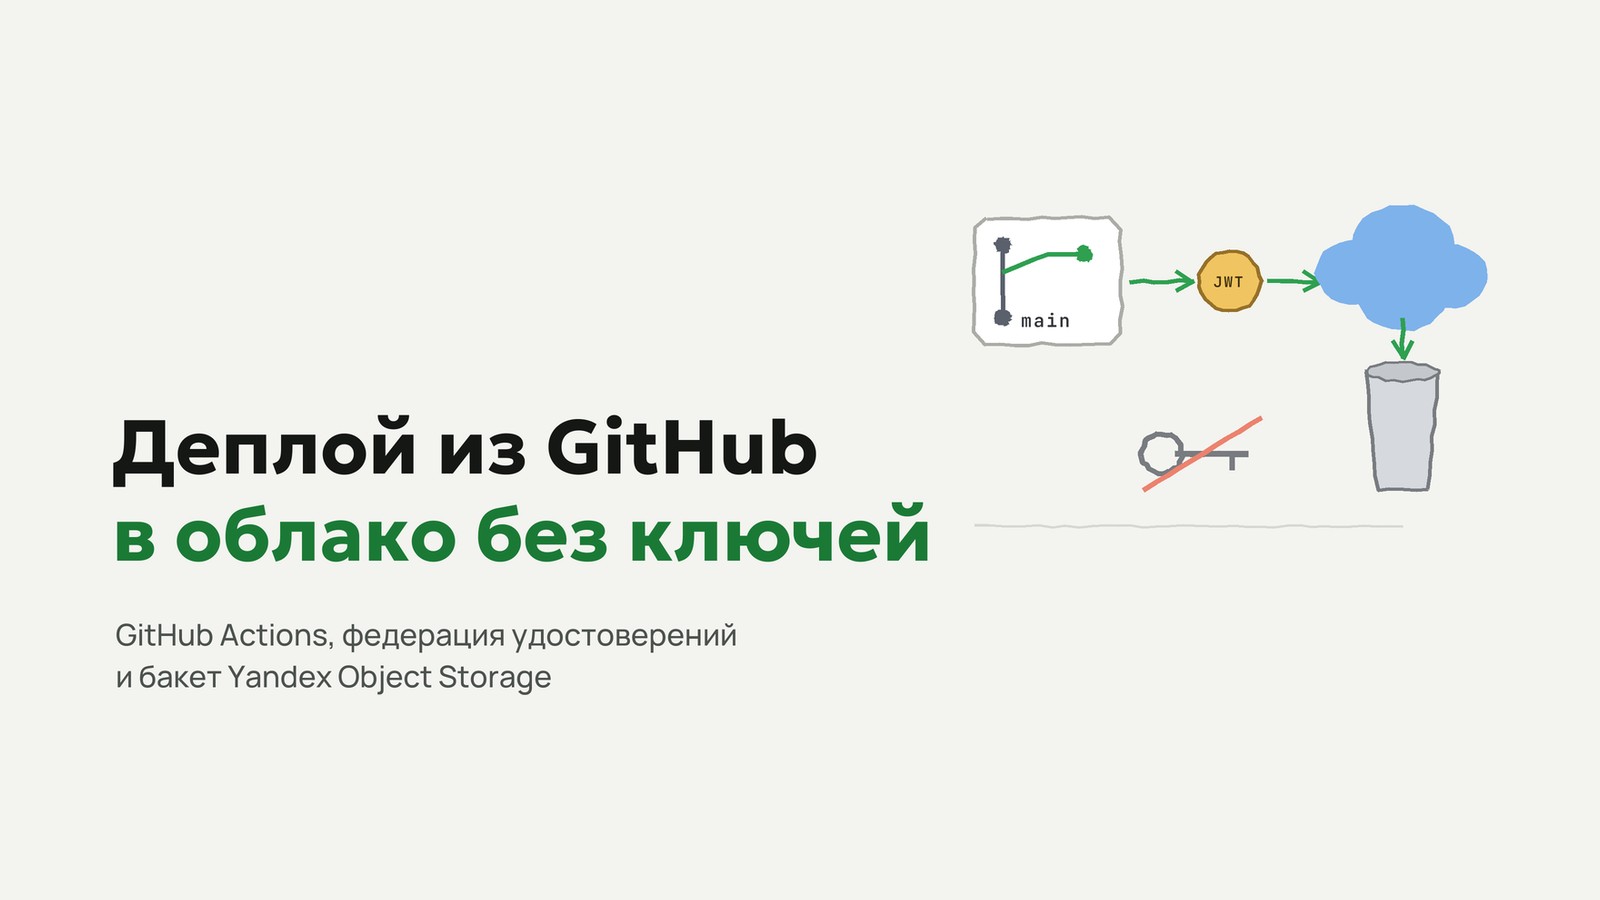 Деплой из GitHub
в облако без ключей
GitHub Actions, федерация удостоверений
и бакет Yandex Object Storage
main
JWT